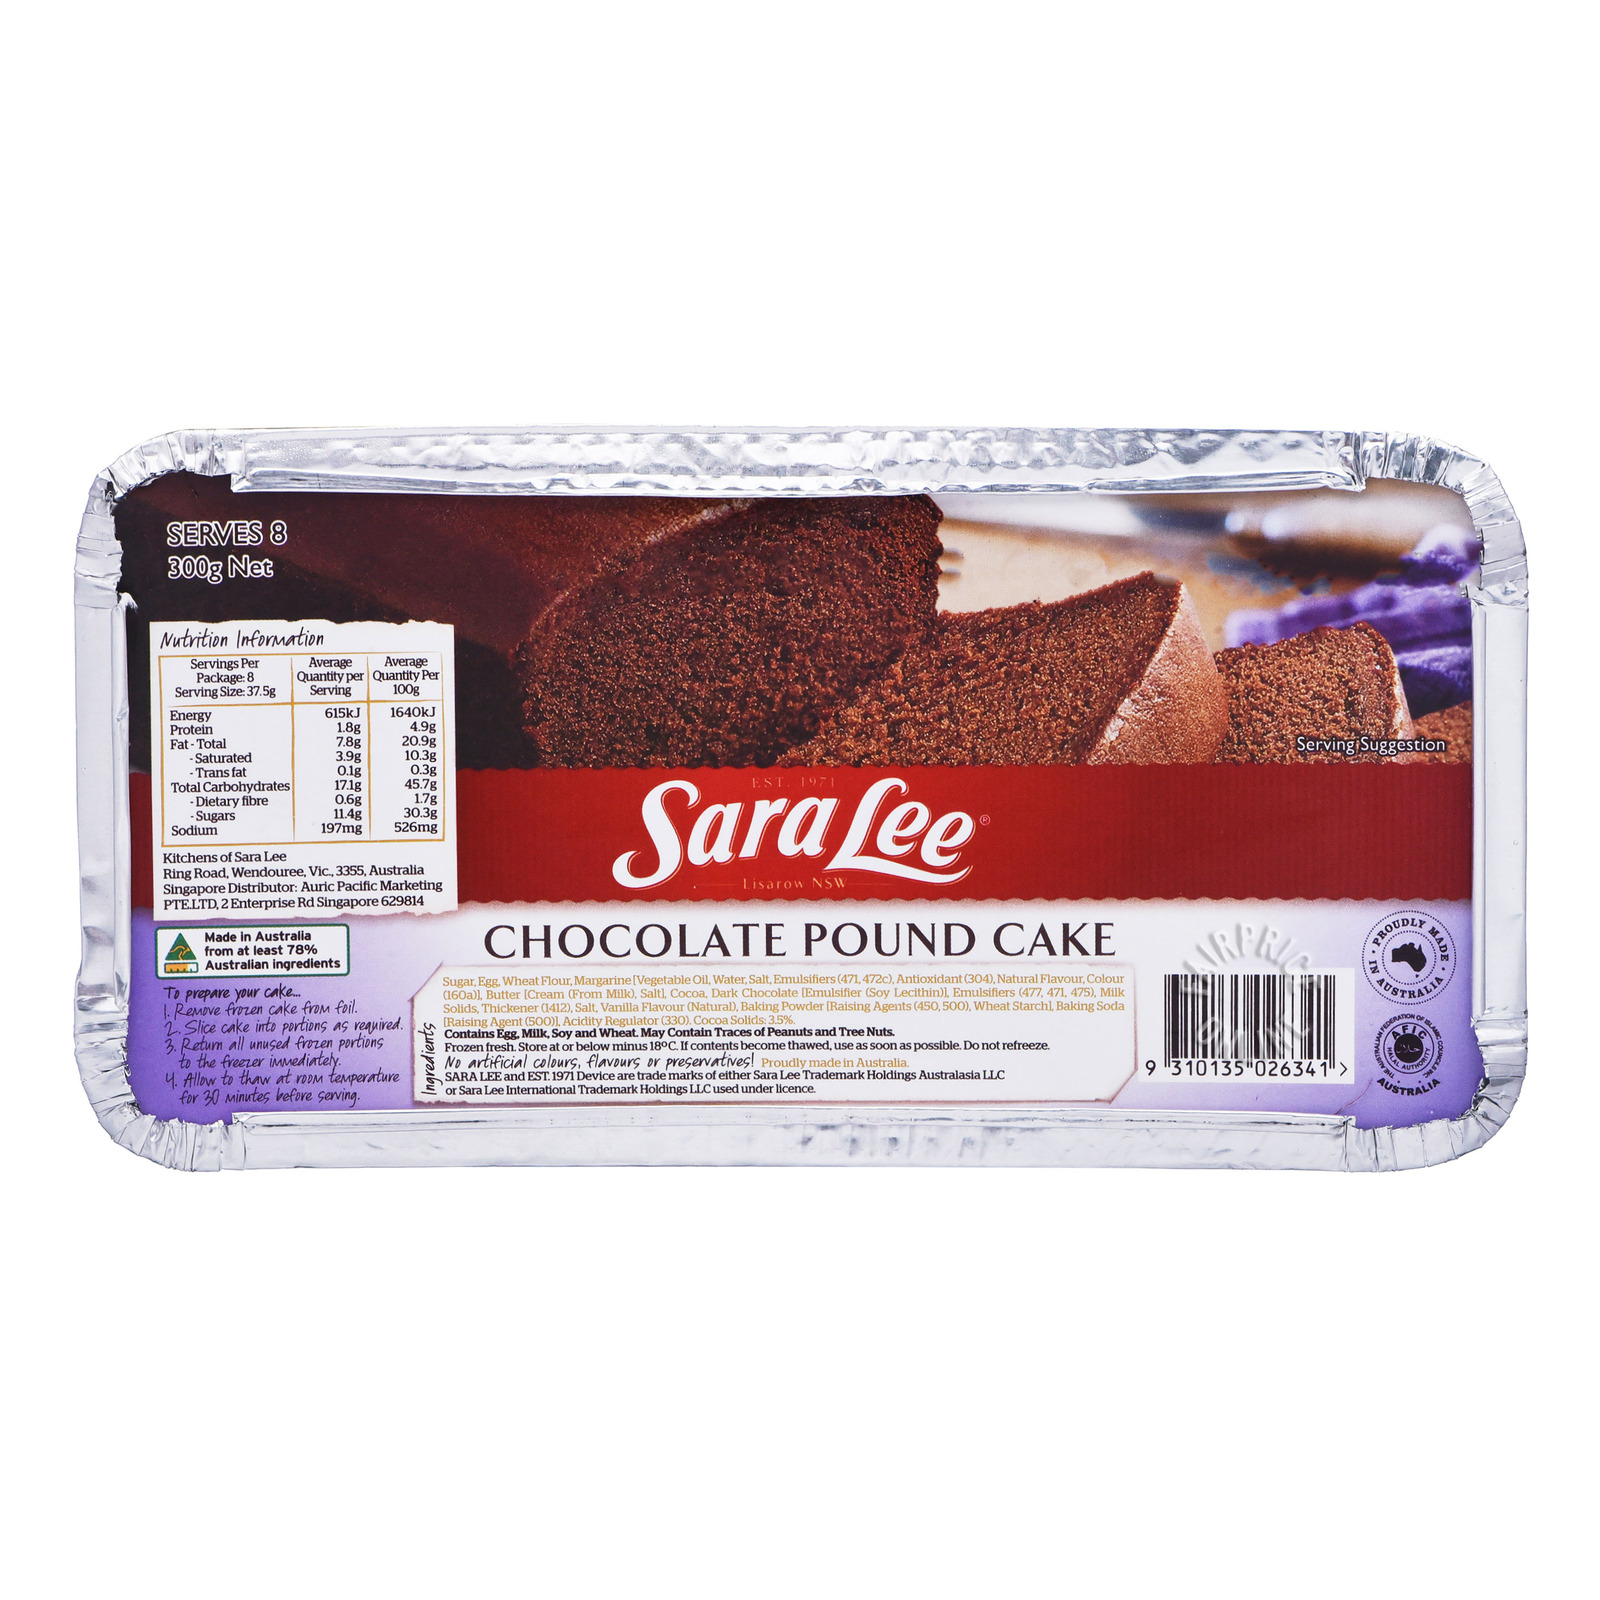 SERVES 8
300g Net
Nutrition Information
Servings Per Package: 8 Serving Size: 37.5g | Average Quantity per Serving | Average Quantity Per 100g
Energy 615kJ 1640kJ
Protein 1.8g 4.9g
Fat - Total 7.8g 20.9g
- Saturated 3.9g 10.3g
- Trans fat 0.1g 0.3g
Total Carbohydrates 17.1g 45.7g
- Dietary fibre 0.6g 1.7g
- Sugars 11.4g 30.3g
Sodium 197mg 526mg
Kitchens of Sara Lee
Ring Road, Wendouree, Vic., 3355, Australia
Singapore Distributor: Auric Pacific Marketing
PTE.LTD, 2 Enterprise Rd Singapore 629814
Made in Australia
from at least 78%
Australian ingredients
To prepare your cake...
1. Remove frozen cake from foil.
2. Slice cake into portions as required.
3. Return all unused frozen portions
to the freezer immediately.
4. Allow to thaw at room temperature
for 30 minutes before serving.
Serving Suggestion
EST. 1971
Sara Lee®
Lisarow NSW
CHOCOLATE POUND CAKE
Ingredients
Sugar, Egg, Wheat Flour, Margarine [Vegetable Oil, Water, Salt, Emulsifiers (471, 472c), Antioxidant (304), Natural Flavour, Colour
(160a)], Butter [Cream (From Milk), Salt], Cocoa, Dark Chocolate [Emulsifier (Soy Lecithin)], Emulsifiers (477, 471, 475), Milk
Solids, Thickener (1412), Salt, Vanilla Flavour (Natural), Baking Powder [Raising Agents (450, 500), Wheat Starch], Baking Soda
[Raising Agent (500)], Acidity Regulator (330). Cocoa Solids: 3.5%.
Contains Egg, Milk, Soy and Wheat. May Contain Traces of Peanuts and Tree Nuts.
Frozen fresh. Store at or below minus 18ºC. If contents become thawed, use as soon as possible. Do not refreeze.
No artificial colours, flavours or preservatives! Proudly made in Australia.
SARA LEE and EST. 1971 Device are trade marks of either Sara Lee Trademark Holdings Australasia LLC
or Sara Lee International Trademark Holdings LLC used under licence.
FAIRPRICE
9 310135 026341 >
PROUDLY MADE
IN AUSTRALIA
THE AUSTRALIAN FEDERATION OF ISLAMIC COUNCILS INC.
AFIC
حلال
HALAL AUTHORITY
AUSTRALIA